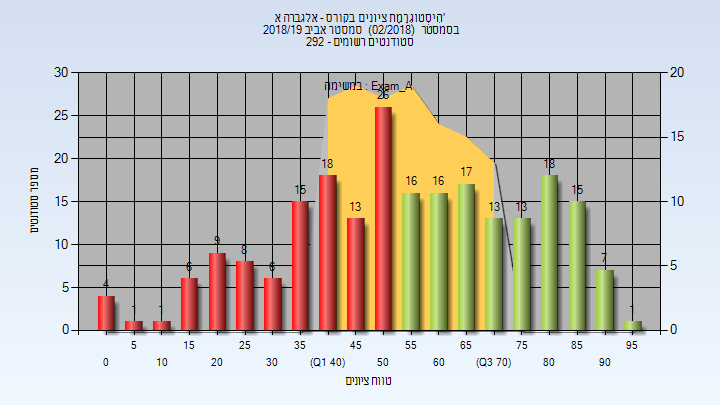 היסטוגרמת ציונים בקורס - אלגברה א'
בסמסטר (02/2018) סמסטר אביב 2018/19
סטודנטים רשומים - 292
במשימה : Exam_A
מספר סטודנטים
30 25 20 15 10 5 0
20 15 10 5 0
4 1 1 6 9 8 6 15 18 13 26 16 16 17 13 13 18 15 7 1
5 15 25 35 45 55 65 75 85 95
0 10 20 30 (Q1 40) 50 60 (Q3 70) 80 90
טווח ציונים